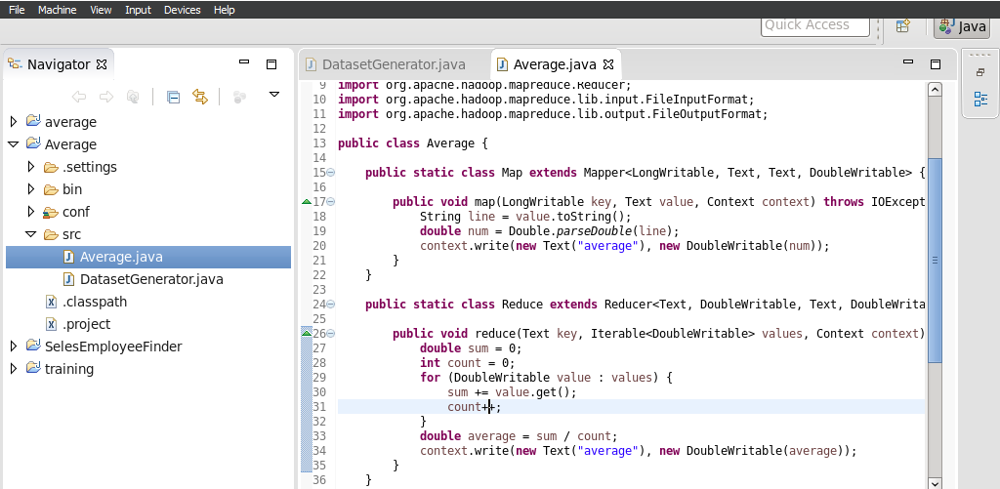 File Machine View Input Devices Help
Quick Access
Java
Navigator
average
Average
.settings
bin
conf
src
Average.java
DatasetGenerator.java
.classpath
.project
SelesEmployeeFinder
training
DatasetGenerator.java Average.java
9 import org.apache.hadoop.mapreduce.Reducer;
10 import org.apache.hadoop.mapreduce.lib.input.FileInputFormat;
11 import org.apache.hadoop.mapreduce.lib.output.FileOutputFormat;
12
13 public class Average {
14
15 public static class Map extends Mapper<LongWritable, Text, Text, DoubleWritable> {
16
17 public void map(LongWritable key, Text value, Context context) throws IOExcept
18 String line = value.toString();
19 double num = Double.parseDouble(line);
20 context.write(new Text("average"), new DoubleWritable(num));
21 }
22 }
23
24 public static class Reduce extends Reducer<Text, DoubleWritable, Text, DoubleWrita
25
26 public void reduce(Text key, Iterable<DoubleWritable> values, Context context)
27 double sum = 0;
28 int count = 0;
29 for (DoubleWritable value : values) {
30 sum += value.get();
31 count++;
32 }
33 double average = sum / count;
34 context.write(new Text("average"), new DoubleWritable(average));
35 }
36 }